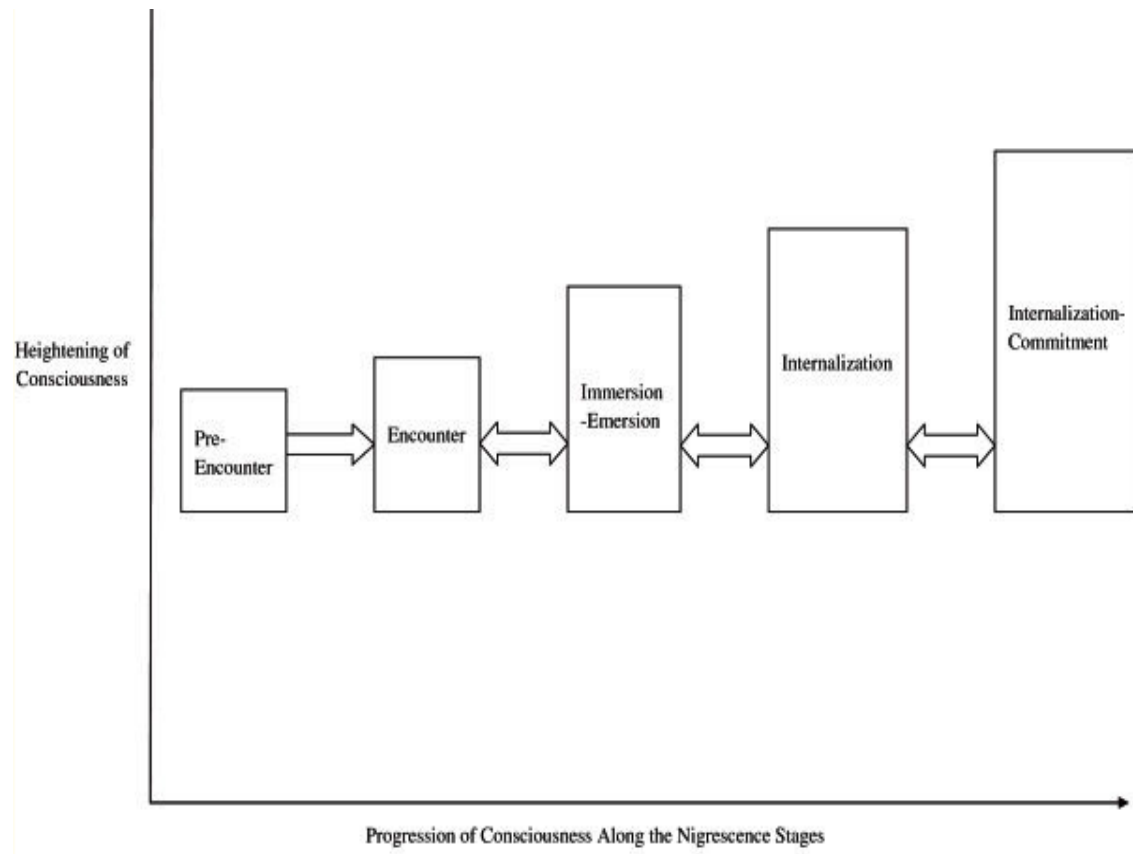 Heightening of
Consciousness
Pre-
Encounter
Encounter
Immersion
-Emersion
Internalization
Internalization-
Commitment
Progression of Consciousness Along the Nigrescence Stages